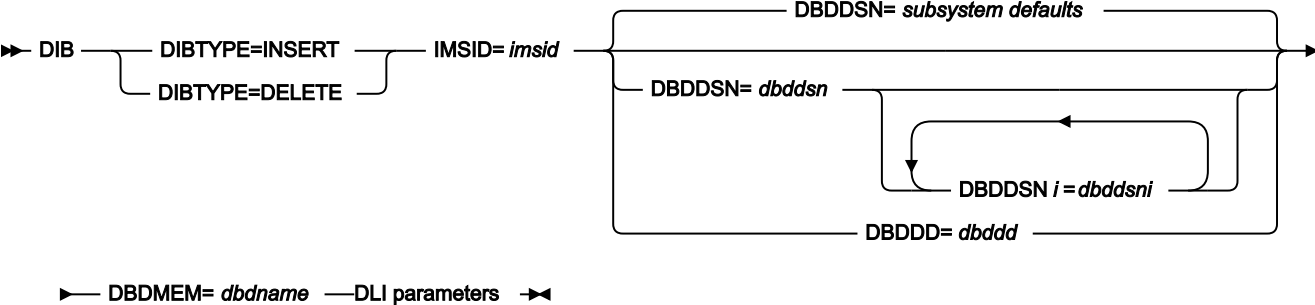 DBDDSN= subsystem defaults
DIB DIBTYPE=INSERT IMSID= imsid
DIBTYPE=DELETE
DBDDSN= dbddsn
DBDDSN i =dbddsni
DBDDD= dbddd
DBDMEM= dbdname DLI parameters